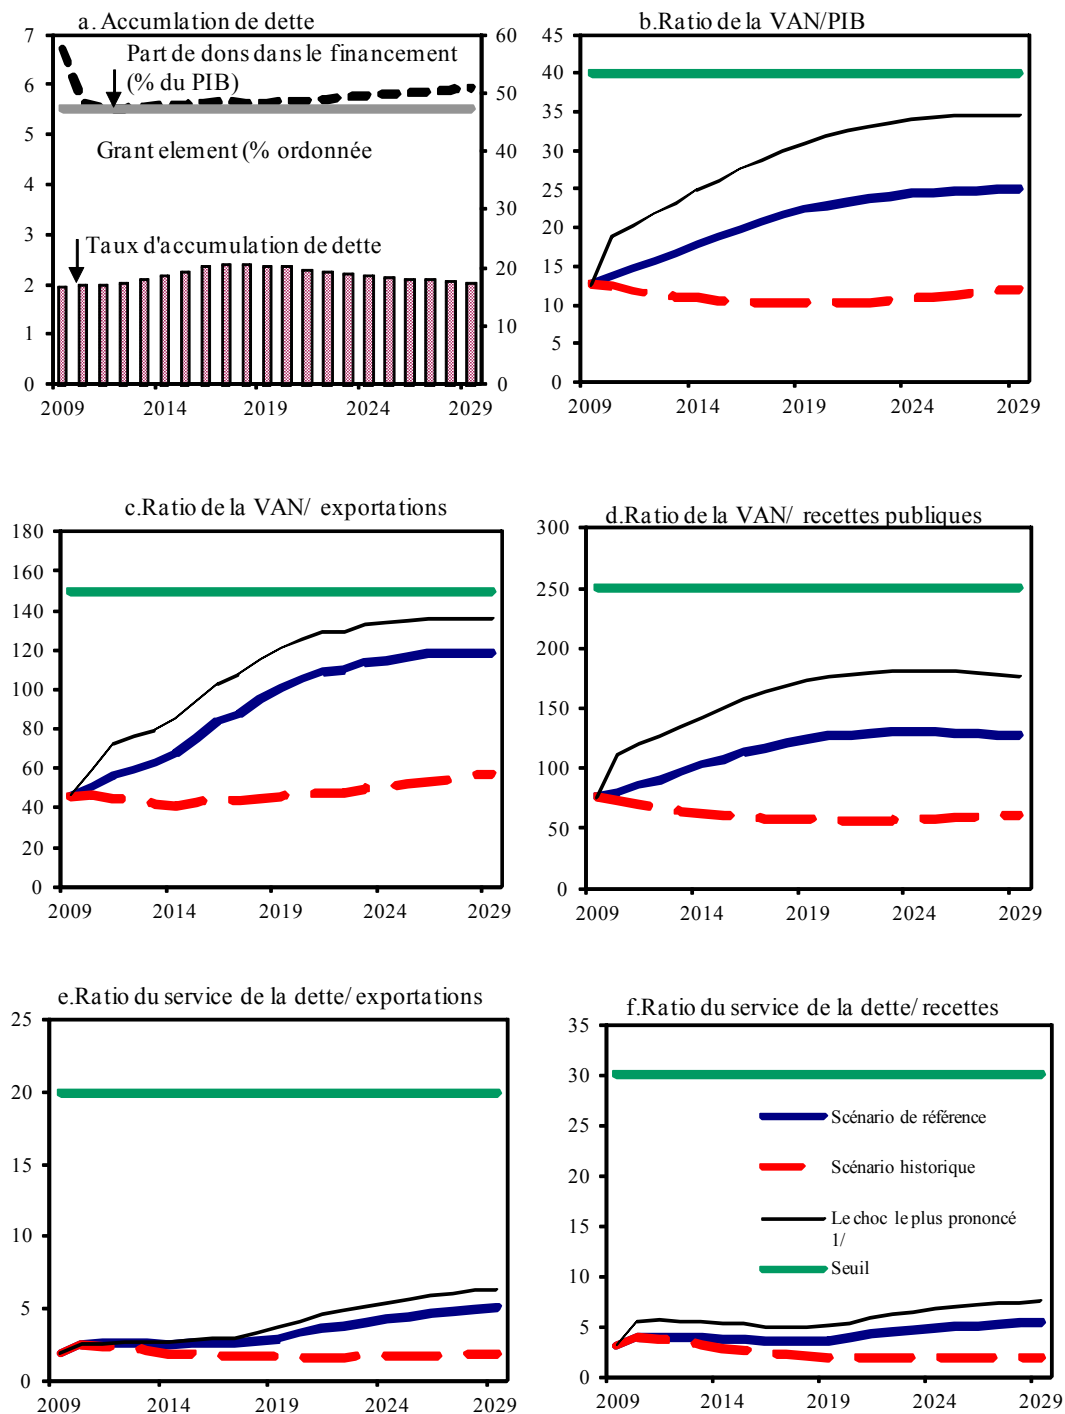 a. Accumulation de dette
7
6
5
4
3
2
1
0
60
50
40
30
20
10
0
Part de dons dans le financement
(% du PIB)
Grant element (% ordonnée
Taux d'accumulation de dette
2009 2014 2019 2024 2029
b.Ratio de la VAN/PIB
45
40
35
30
25
20
15
10
5
0
2009 2014 2019 2024 2029
c.Ratio de la VAN/ exportations
180
160
140
120
100
80
60
40
20
0
2009 2014 2019 2024 2029
d.Ratio de la VAN/ recettes publiques
300
250
200
150
100
50
0
2009 2014 2019 2024 2029
e.Ratio du service de la dette/ exportations
25
20
15
10
5
0
2009 2014 2019 2024 2029
f.Ratio du service de la dette/ recettes
35
30
25
20
15
10
5
0
Scénario de référence
Scénario historique
Le choc le plus prononcé
1/
Seuil
2009 2014 2019 2024 2029